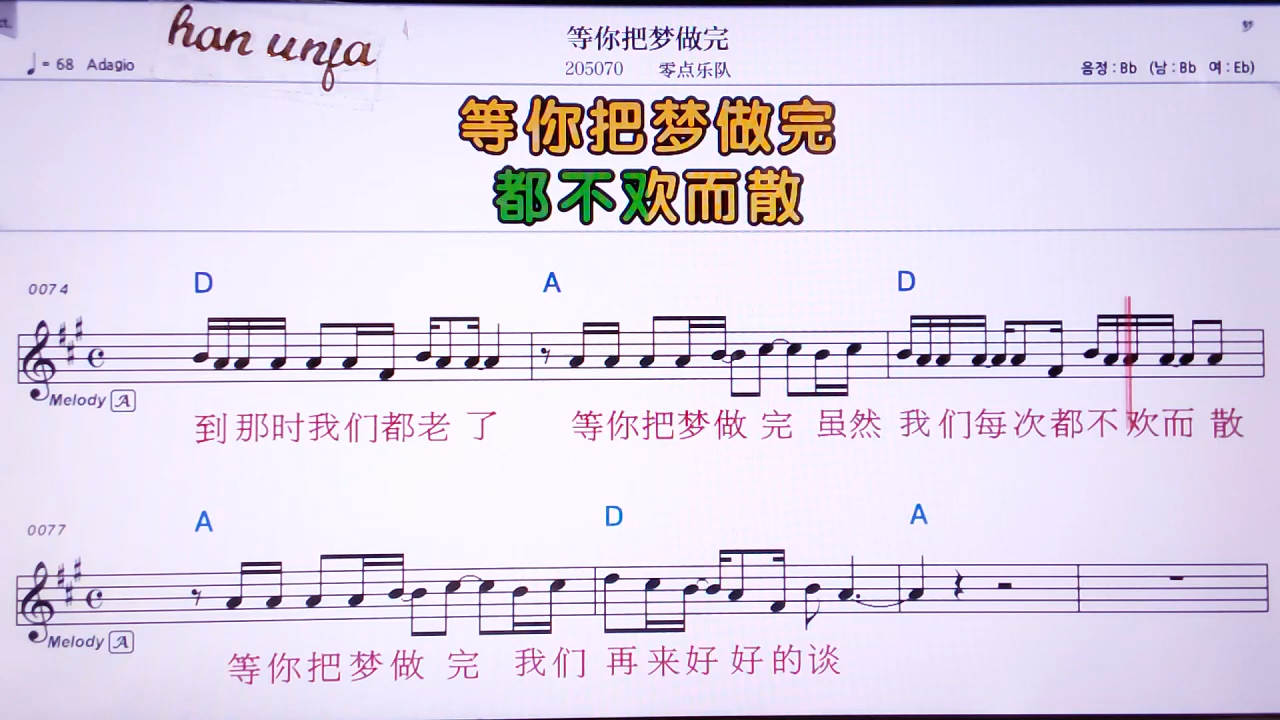 han unfa
等你把梦做完
♩ = 68 Adagio
205070 零点乐队
음정 : Bb (남 : Bb 여 : Eb)
等你把梦做完
都不欢而散
0074
D A D
Melody A
到那时我们都老了 等你把梦做完 虽然 我们每次都不欢而散
0077
A D A
Melody A
等你把梦做完 我们 再来好好的谈